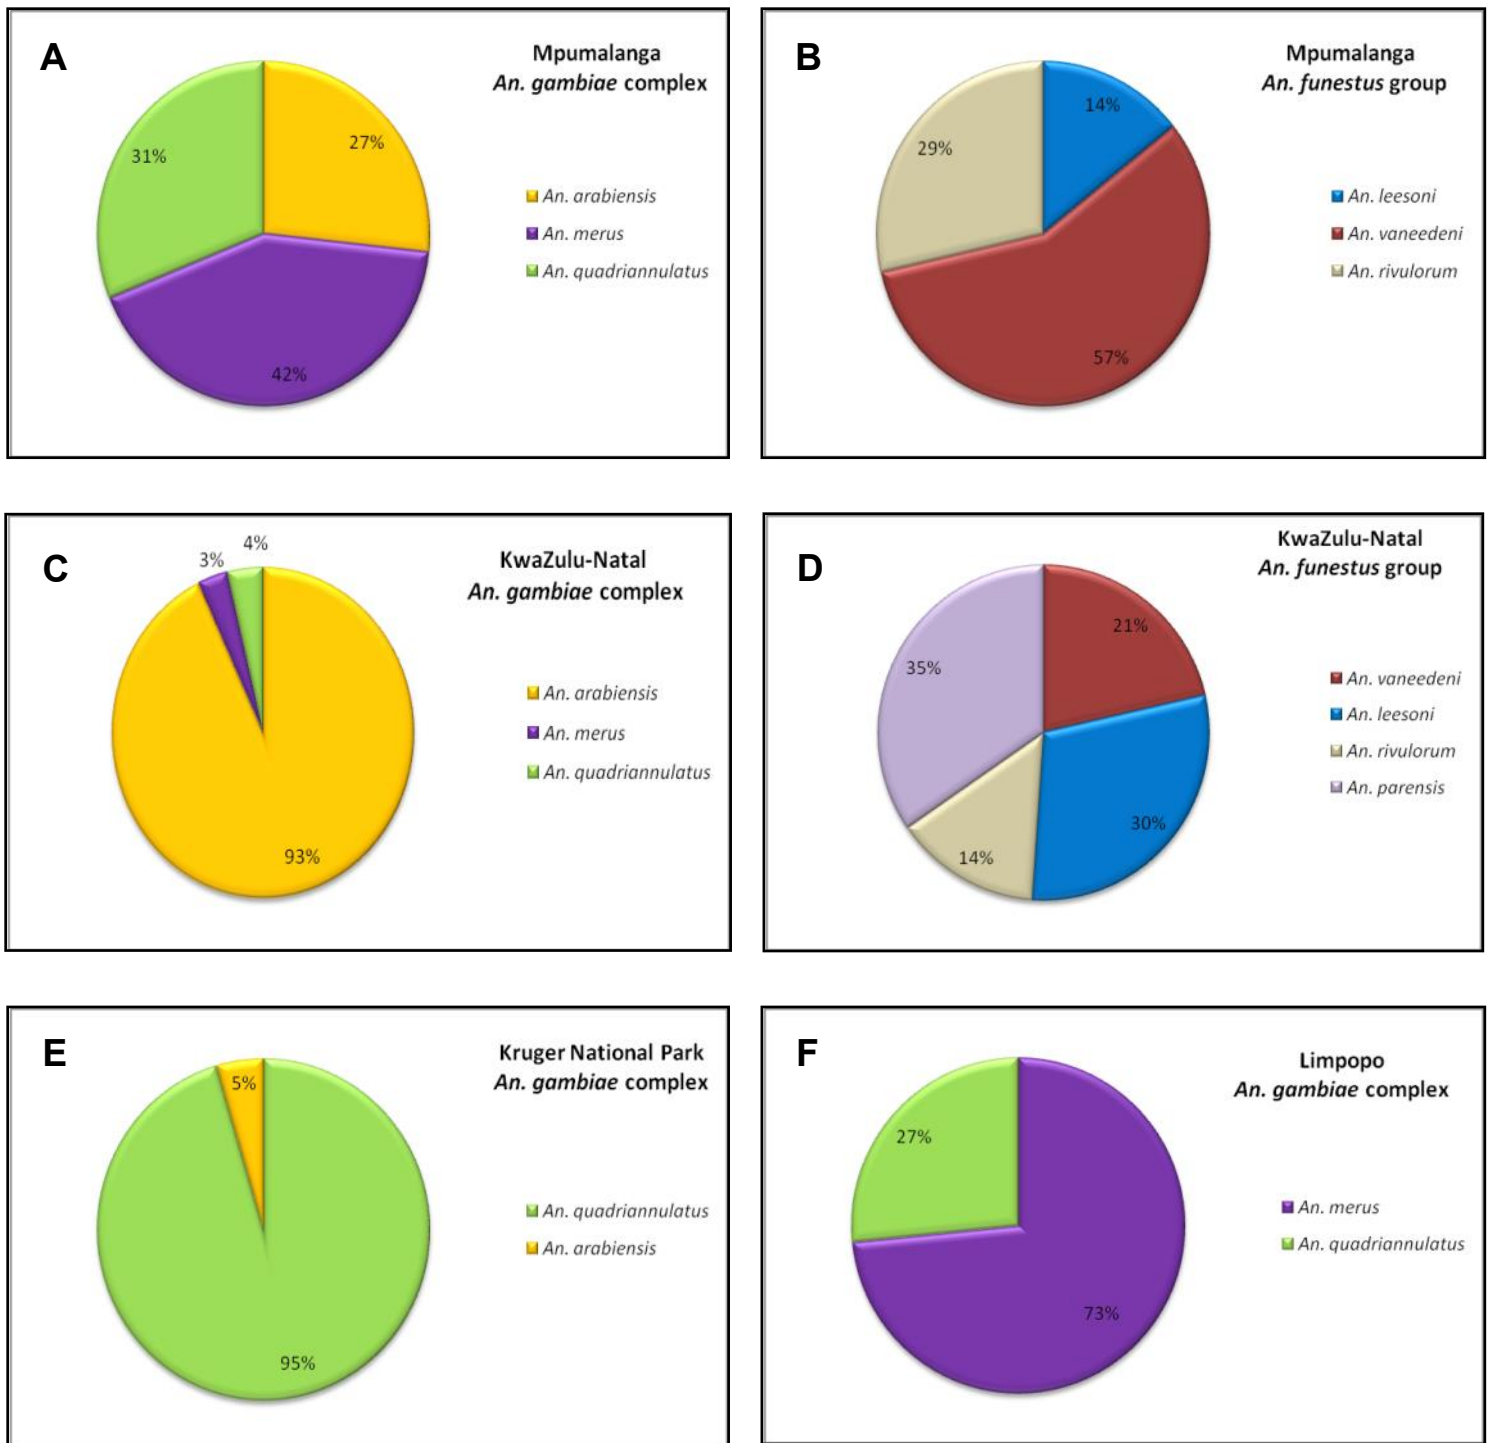 A
Mpumalanga
An. gambiae complex
27%
31%
42%
An. arabiensis
An. merus
An. quadriannulatus
B
Mpumalanga
An. funestus group
14%
29%
57%
An. leesoni
An. vaneedeni
An. rivulorum
C
KwaZulu-Natal
An. gambiae complex
4%
3%
93%
An. arabiensis
An. merus
An. quadriannulatus
D
KwaZulu-Natal
An. funestus group
21%
35%
30%
14%
An. vaneedeni
An. leesoni
An. rivulorum
An. parensis
E
Kruger National Park
An. gambiae complex
5%
95%
An. quadriannulatus
An. arabiensis
F
Limpopo
An. gambiae complex
27%
73%
An. merus
An. quadriannulatus